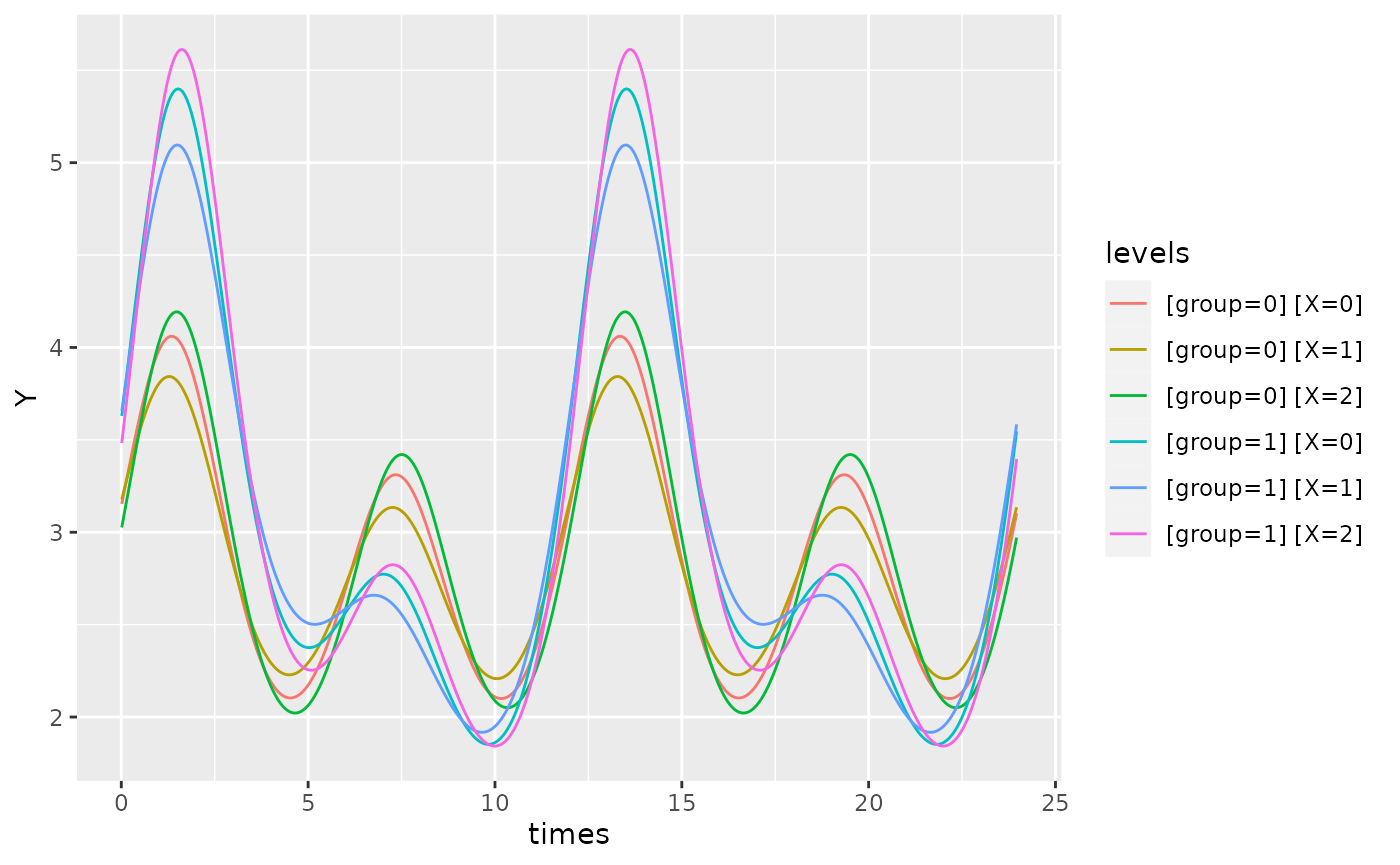 5
4
3
2
Y
0 5 10 15 20 25
times
levels
[group=0] [X=0]
[group=0] [X=1]
[group=0] [X=2]
[group=1] [X=0]
[group=1] [X=1]
[group=1] [X=2]